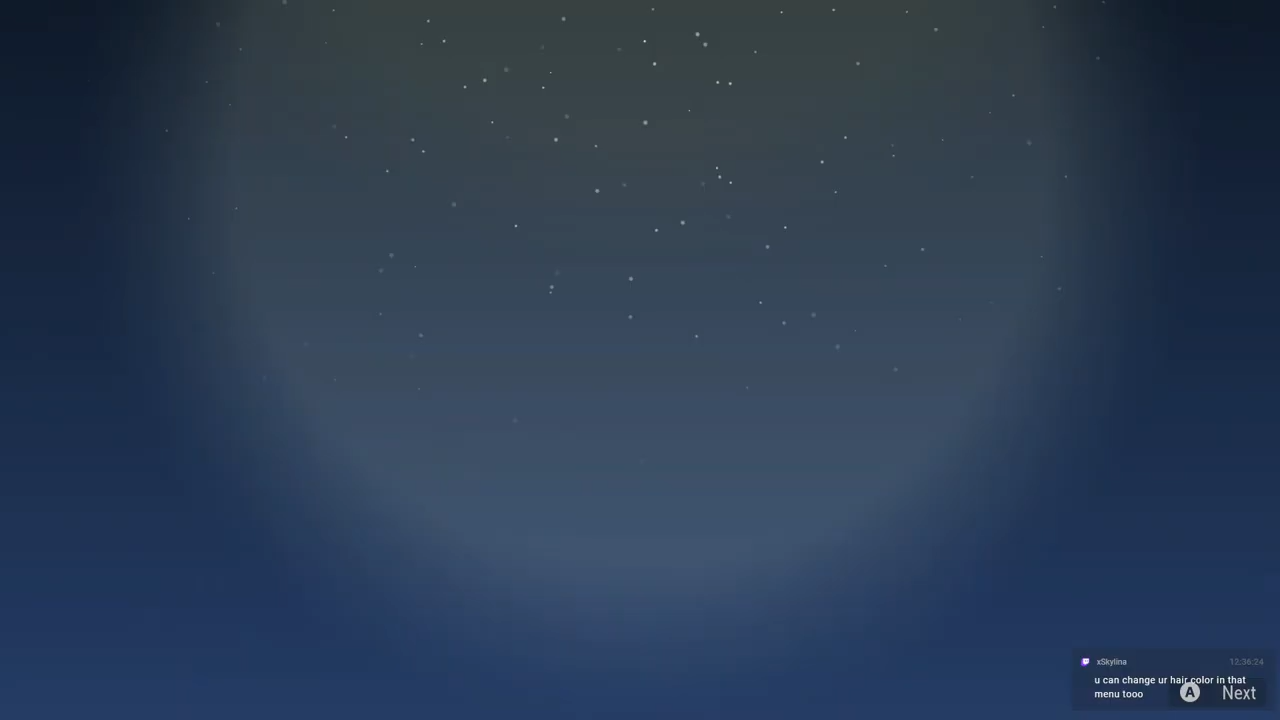 xSkylina 12:36:24
u can change ur hair color in that
menu tooo
A Next